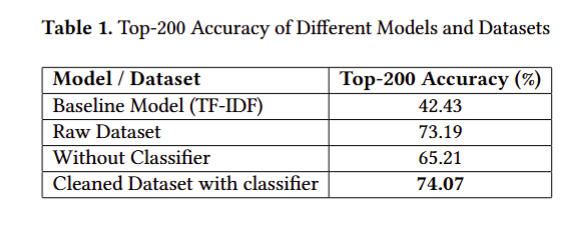 Table 1. Top-200 Accuracy of Different Models and Datasets
Model / Dataset Top-200 Accuracy (%)
Baseline Model (TF-IDF) 42.43
Raw Dataset 73.19
Without Classifier 65.21
Cleaned Dataset with classifier 74.07